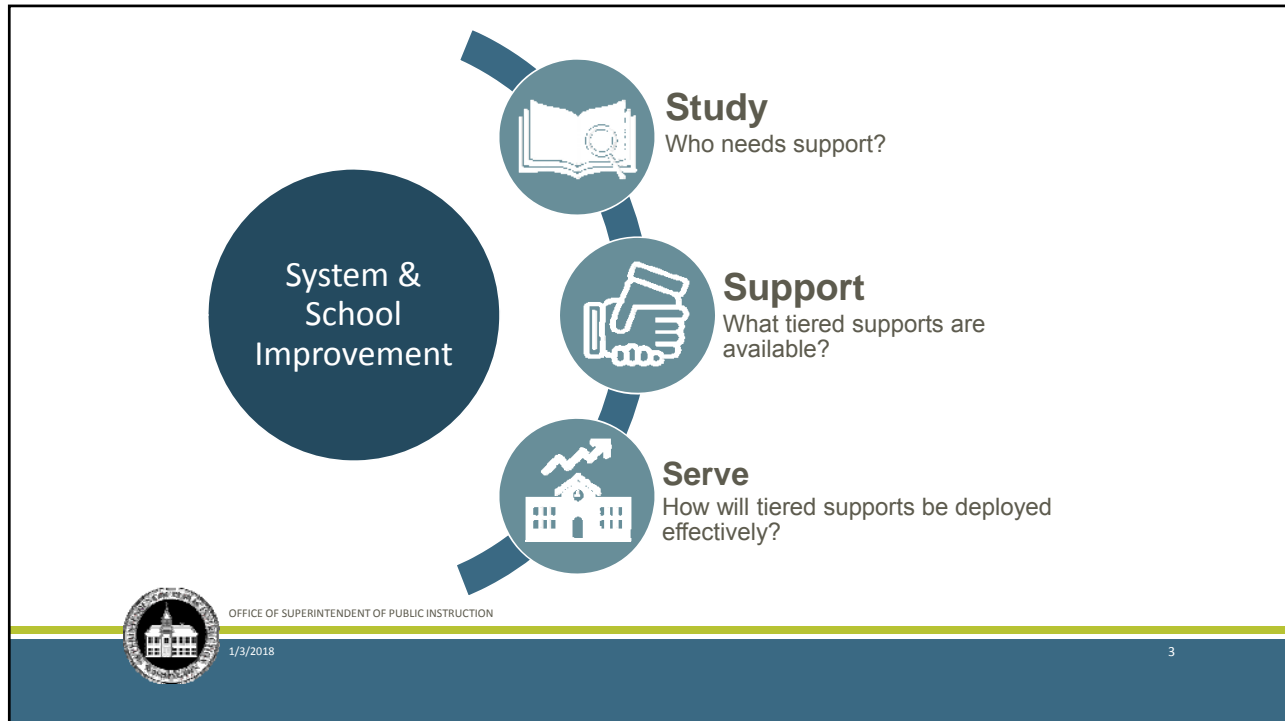 System &
School
Improvement
Study
Who needs support?
Support
What tiered supports are
available?
Serve
How will tiered supports be deployed
effectively?
OFFICE OF SUPERINTENDENT OF PUBLIC INSTRUCTION
1/3/2018
3